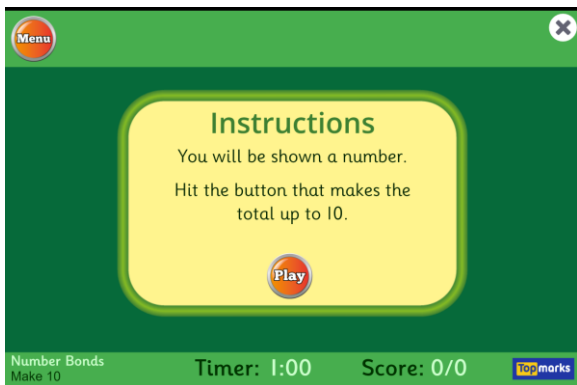 Menu
Instructions
You will be shown a number.
Hit the button that makes the
total up to 10.
Play
Number Bonds
Make 10
Timer: 1:00
Score: 0/0
Topmarks